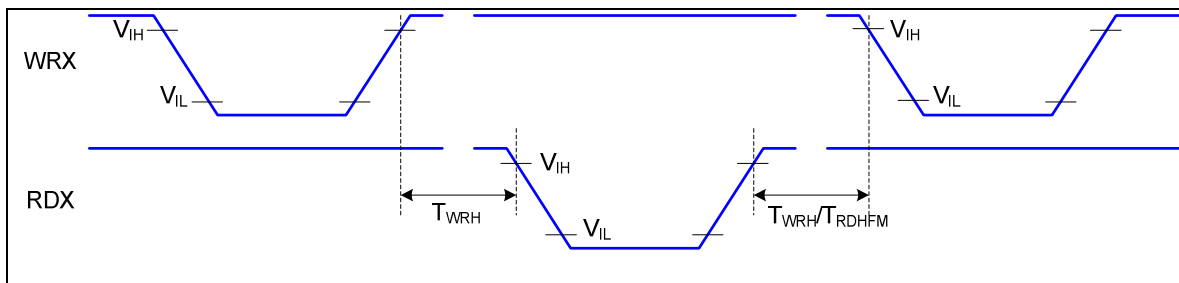 V_IH
V_IH
WRX
V_IL
V_IL
V_IH
RDX
T_WRH
T_WRH/T_RDHFM
V_IL